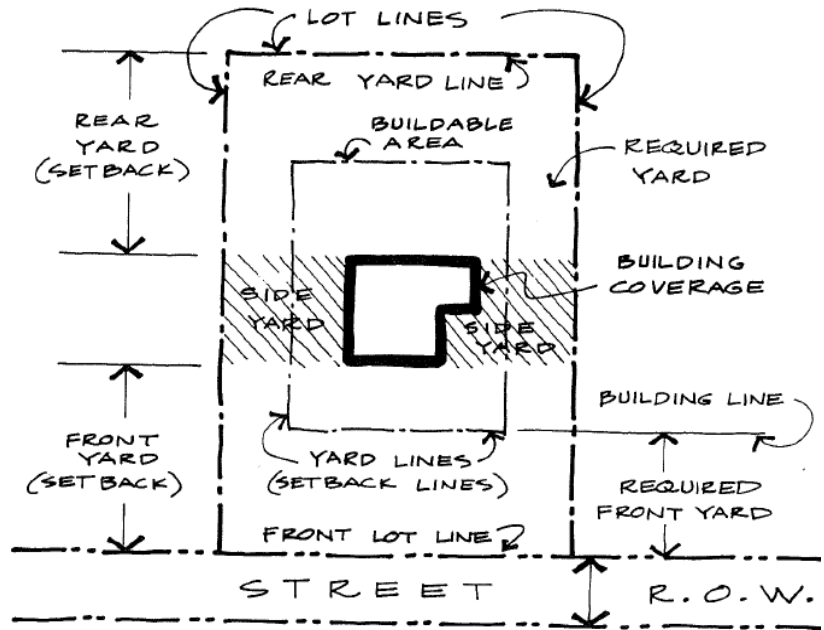 LOT LINES
REAR YARD LINE
REAR
YARD
(SETBACK)
BUILDABLE
AREA
REQUIRED
YARD
SIDE
YARD
BUILDING
COVERAGE
SIDE
YARD
BUILDING LINE
FRONT
YARD
(SETBACK)
YARD LINES
(SETBACK LINES)
REQUIRED
FRONT YARD
FRONT LOT LINE
STREET R.O.W.